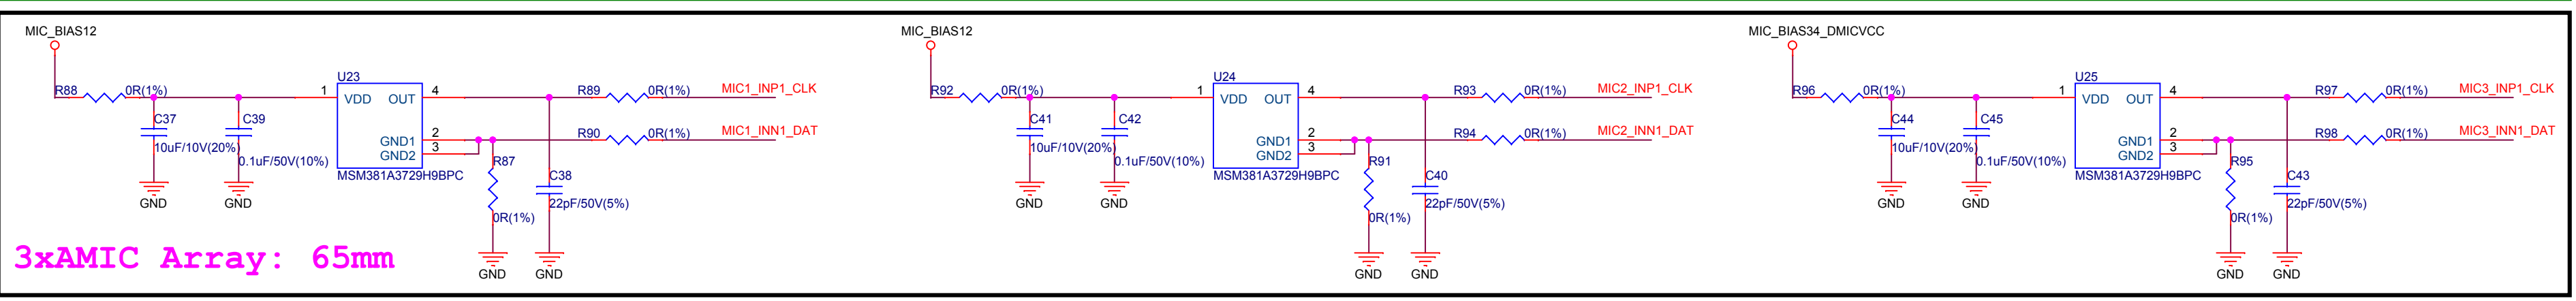 MIC_BIAS12
R88
0R(1%)
C37
10uF/10V(20%)
GND
C39
0.1uF/50V(10%)
GND
U23
1
VDD
OUT
4
GND1
2
GND2
3
MSM381A3729H9BPC
R87
0R(1%)
GND
C38
22pF/50V(5%)
GND
R89
0R(1%)
MIC1_INP1_CLK
R90
0R(1%)
MIC1_INN1_DAT
MIC_BIAS12
R92
0R(1%)
C41
10uF/10V(20%)
GND
C42
0.1uF/50V(10%)
GND
U24
1
VDD
OUT
4
GND1
2
GND2
3
MSM381A3729H9BPC
R91
0R(1%)
GND
C40
22pF/50V(5%)
GND
R93
0R(1%)
MIC2_INP1_CLK
R94
0R(1%)
MIC2_INN1_DAT
MIC_BIAS34_DMICVCC
R96
0R(1%)
C44
10uF/10V(20%)
GND
C45
0.1uF/50V(10%)
GND
U25
1
VDD
OUT
4
GND1
2
GND2
3
MSM381A3729H9BPC
R95
0R(1%)
GND
C43
22pF/50V(5%)
GND
R97
0R(1%)
MIC3_INP1_CLK
R98
0R(1%)
MIC3_INN1_DAT
3xAMIC Array: 65mm